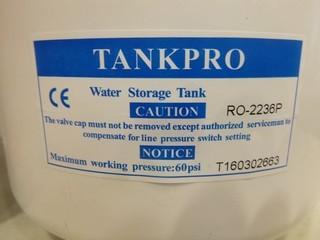 TANKPRO
CE Water Storage Tank
CAUTION RO-2236P
The valve cap must not be removed except authorized serviceman to
compensate for line pressure switch setting
NOTICE
Maximum working pressure:60psi T160302663